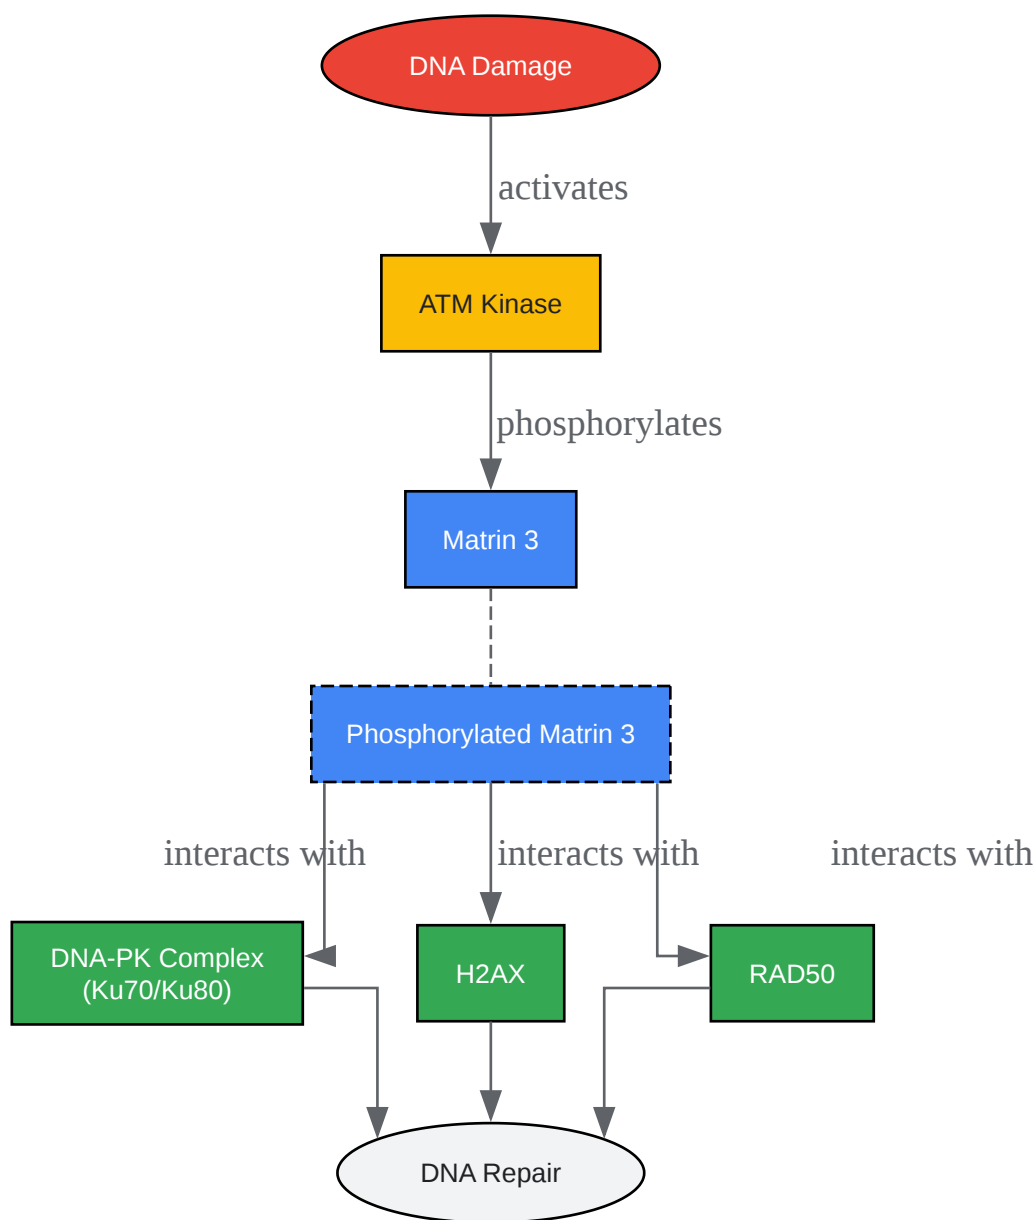 DNA Damage
activates
ATM Kinase
phosphorylates
Matrin 3
Phosphorylated Matrin 3
interacts with
interacts with
interacts with
DNA-PK Complex
(Ku70/Ku80)
H2AX
RAD50
DNA Repair